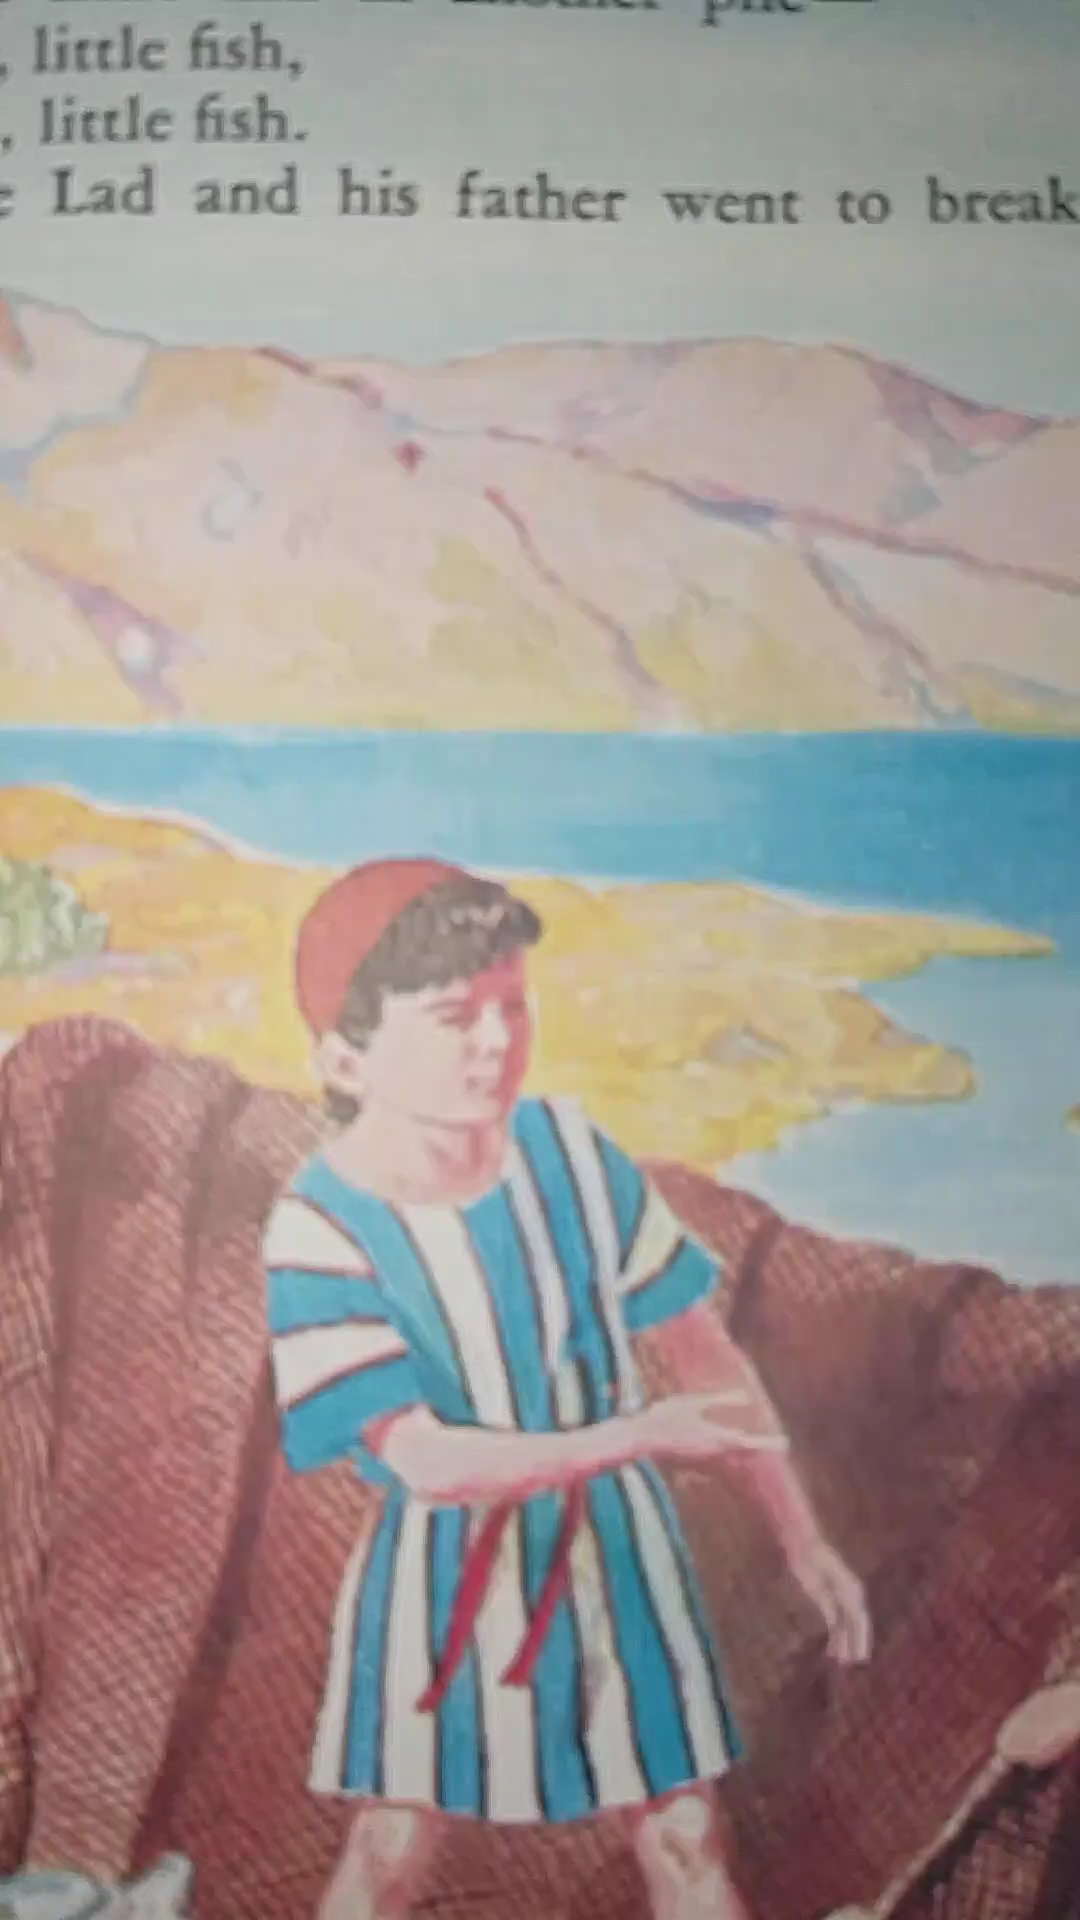 , little fish,
, little fish.
Lad and his father went to break